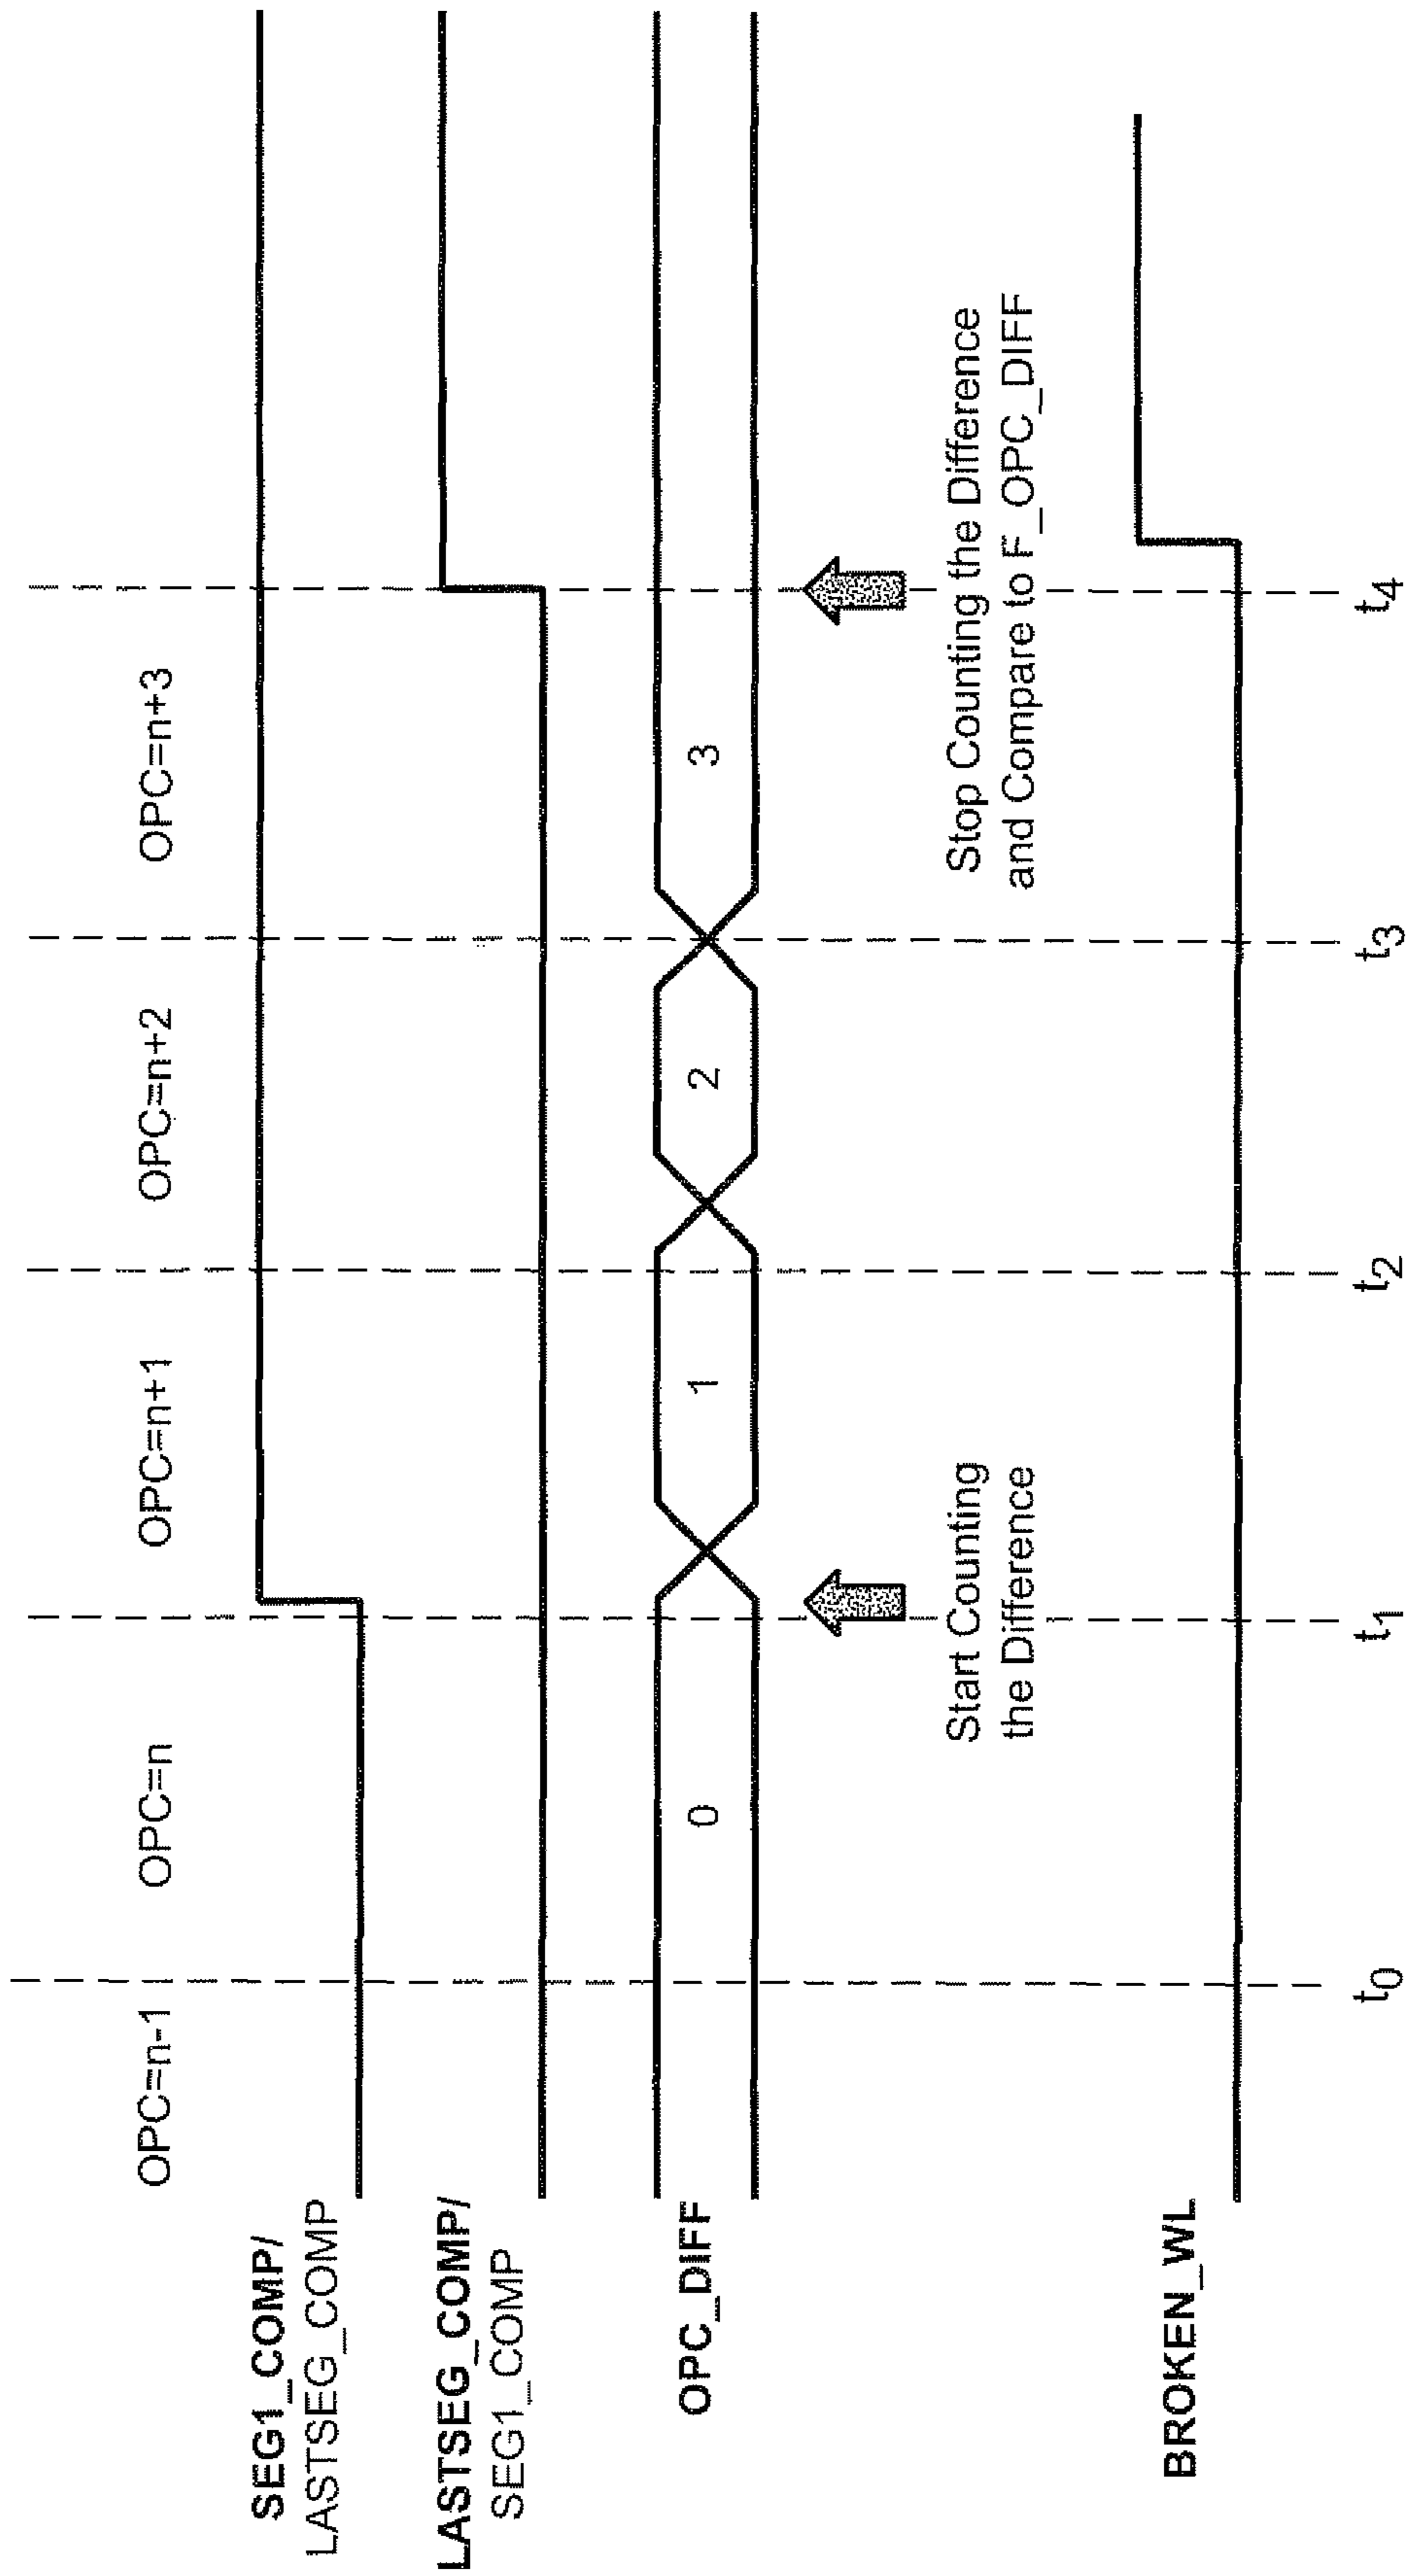 OPC=n-1
OPC=n
OPC=n+1
OPC=n+2
OPC=n+3
SEG1_COMP/
LASTSEG_COMP
LASTSEG_COMP/
SEG1_COMP
OPC_DIFF
0
1
2
3
Start Counting
the Difference
Stop Counting the Difference
and Compare to F_OPC_DIFF
BROKEN_WL
t0
t1
t2
t3
t4